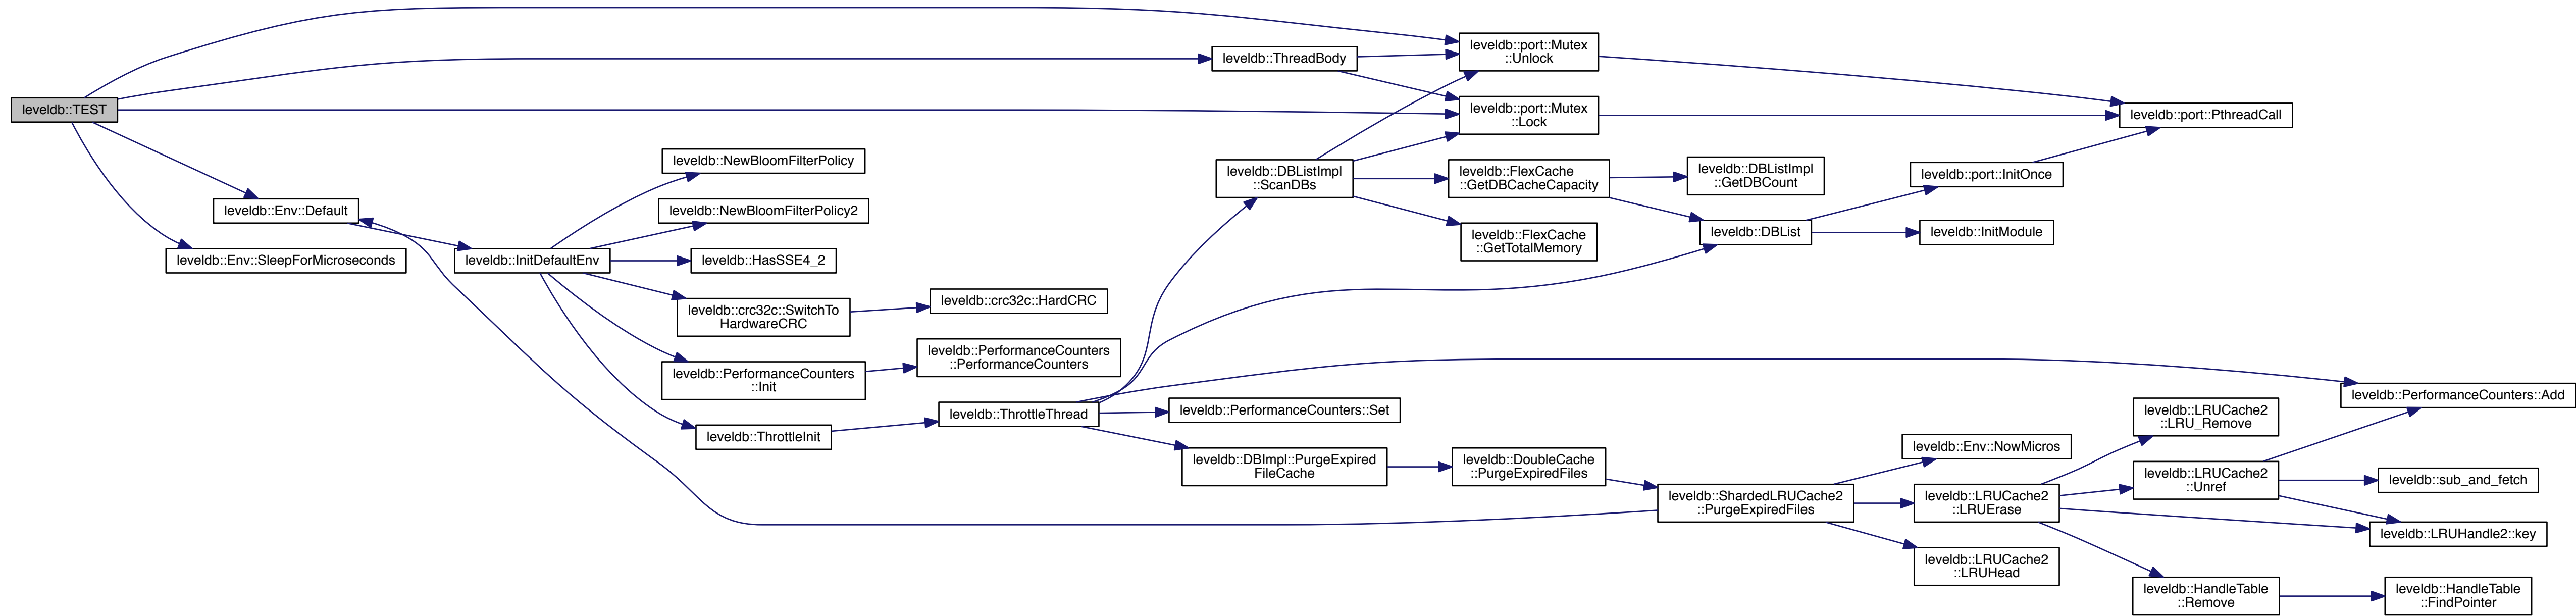 leveldb::TEST
leveldb::Env::Default
leveldb::Env::SleepForMicroseconds
leveldb::InitDefaultEnv
leveldb::NewBloomFilterPolicy
leveldb::NewBloomFilterPolicy2
leveldb::HasSSE4_2
leveldb::crc32c::SwitchTo
HardwareCRC
leveldb::PerformanceCounters
::Init
leveldb::ThrottleInit
leveldb::crc32c::HardCRC
leveldb::PerformanceCounters
::PerformanceCounters
leveldb::ThrottleThread
leveldb::ThreadBody
leveldb::DBListImpl
::ScanDBs
leveldb::PerformanceCounters::Set
leveldb::DBImpl::PurgeExpired
FileCache
leveldb::port::Mutex
::Unlock
leveldb::port::Mutex
::Lock
leveldb::FlexCache
::GetDBCacheCapacity
leveldb::FlexCache
::GetTotalMemory
leveldb::DoubleCache
::PurgeExpiredFiles
leveldb::DBListImpl
::GetDBCount
leveldb::DBList
leveldb::ShardedLRUCache2
::PurgeExpiredFiles
leveldb::port::InitOnce
leveldb::InitModule
leveldb::Env::NowMicros
leveldb::LRUCache2
::LRUErase
leveldb::LRUCache2
::LRUHead
leveldb::port::PthreadCall
leveldb::LRUCache2
::LRU_Remove
leveldb::LRUCache2
::Unref
leveldb::HandleTable
::Remove
leveldb::PerformanceCounters::Add
leveldb::sub_and_fetch
leveldb::LRUHandle2::key
leveldb::HandleTable
::FindPointer